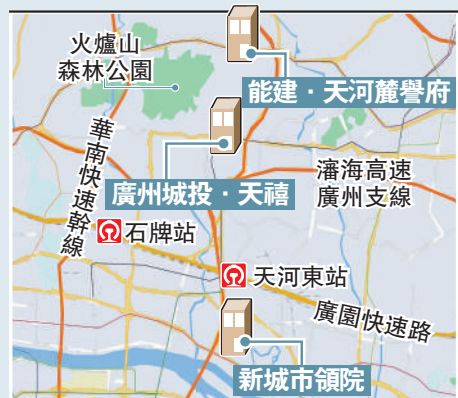 火爐山
森林公園
能建·天河麓譽府
華南快速幹線
廣州城投·天禧
瀋海高速
廣州支線
石牌站
天河東站
廣園快速路
新城市領院